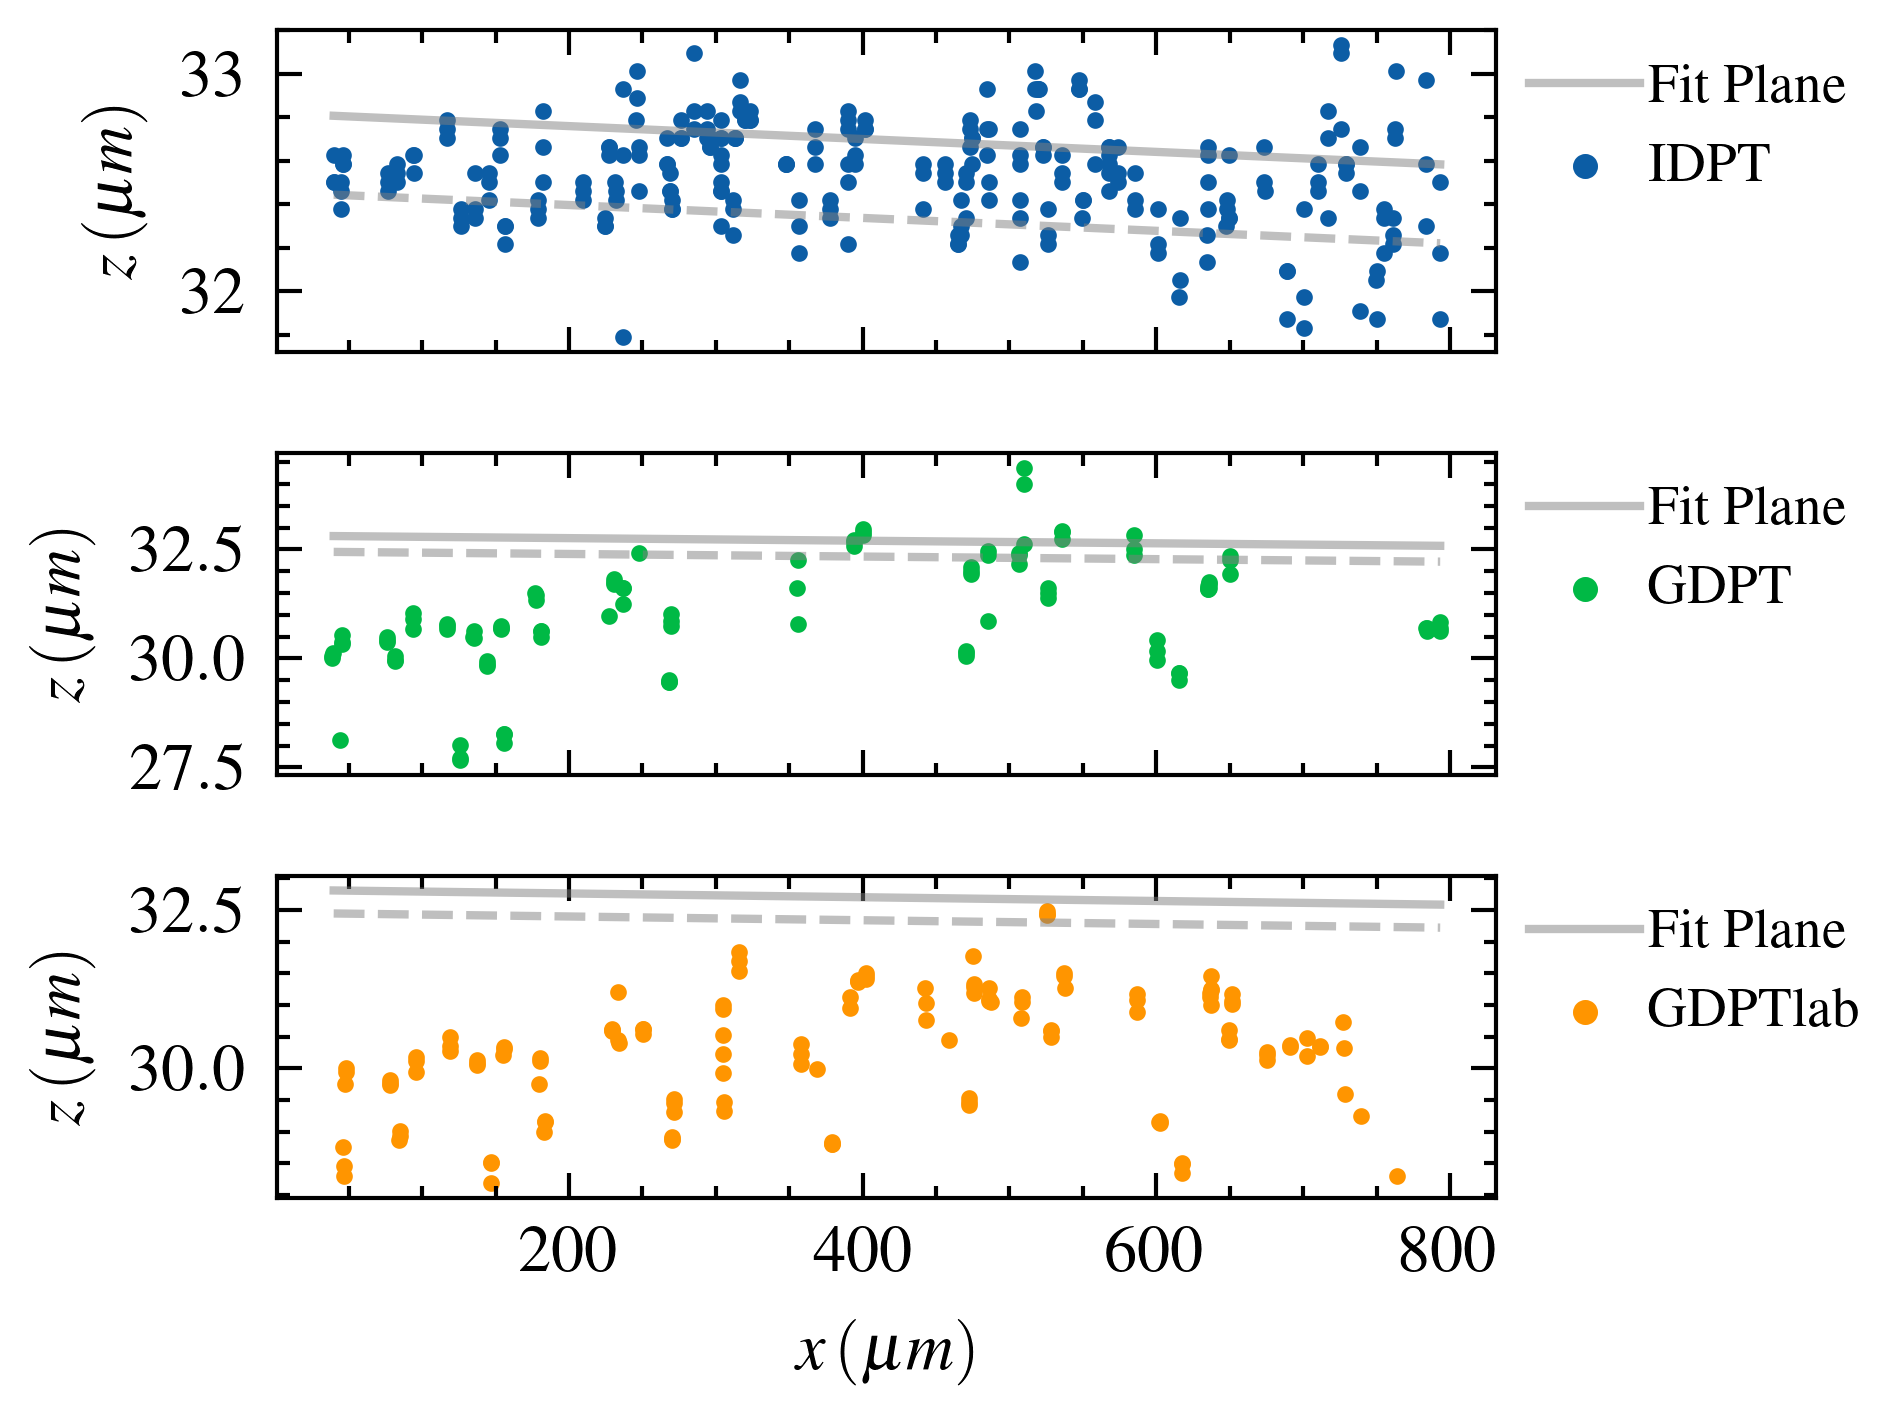 33
32
z (μm)
Fit Plane
IDPT
32.5
30.0
27.5
z (μm)
Fit Plane
GDPT
32.5
30.0
z (μm)
Fit Plane
GDPTlab
200 400 600 800
x (μm)